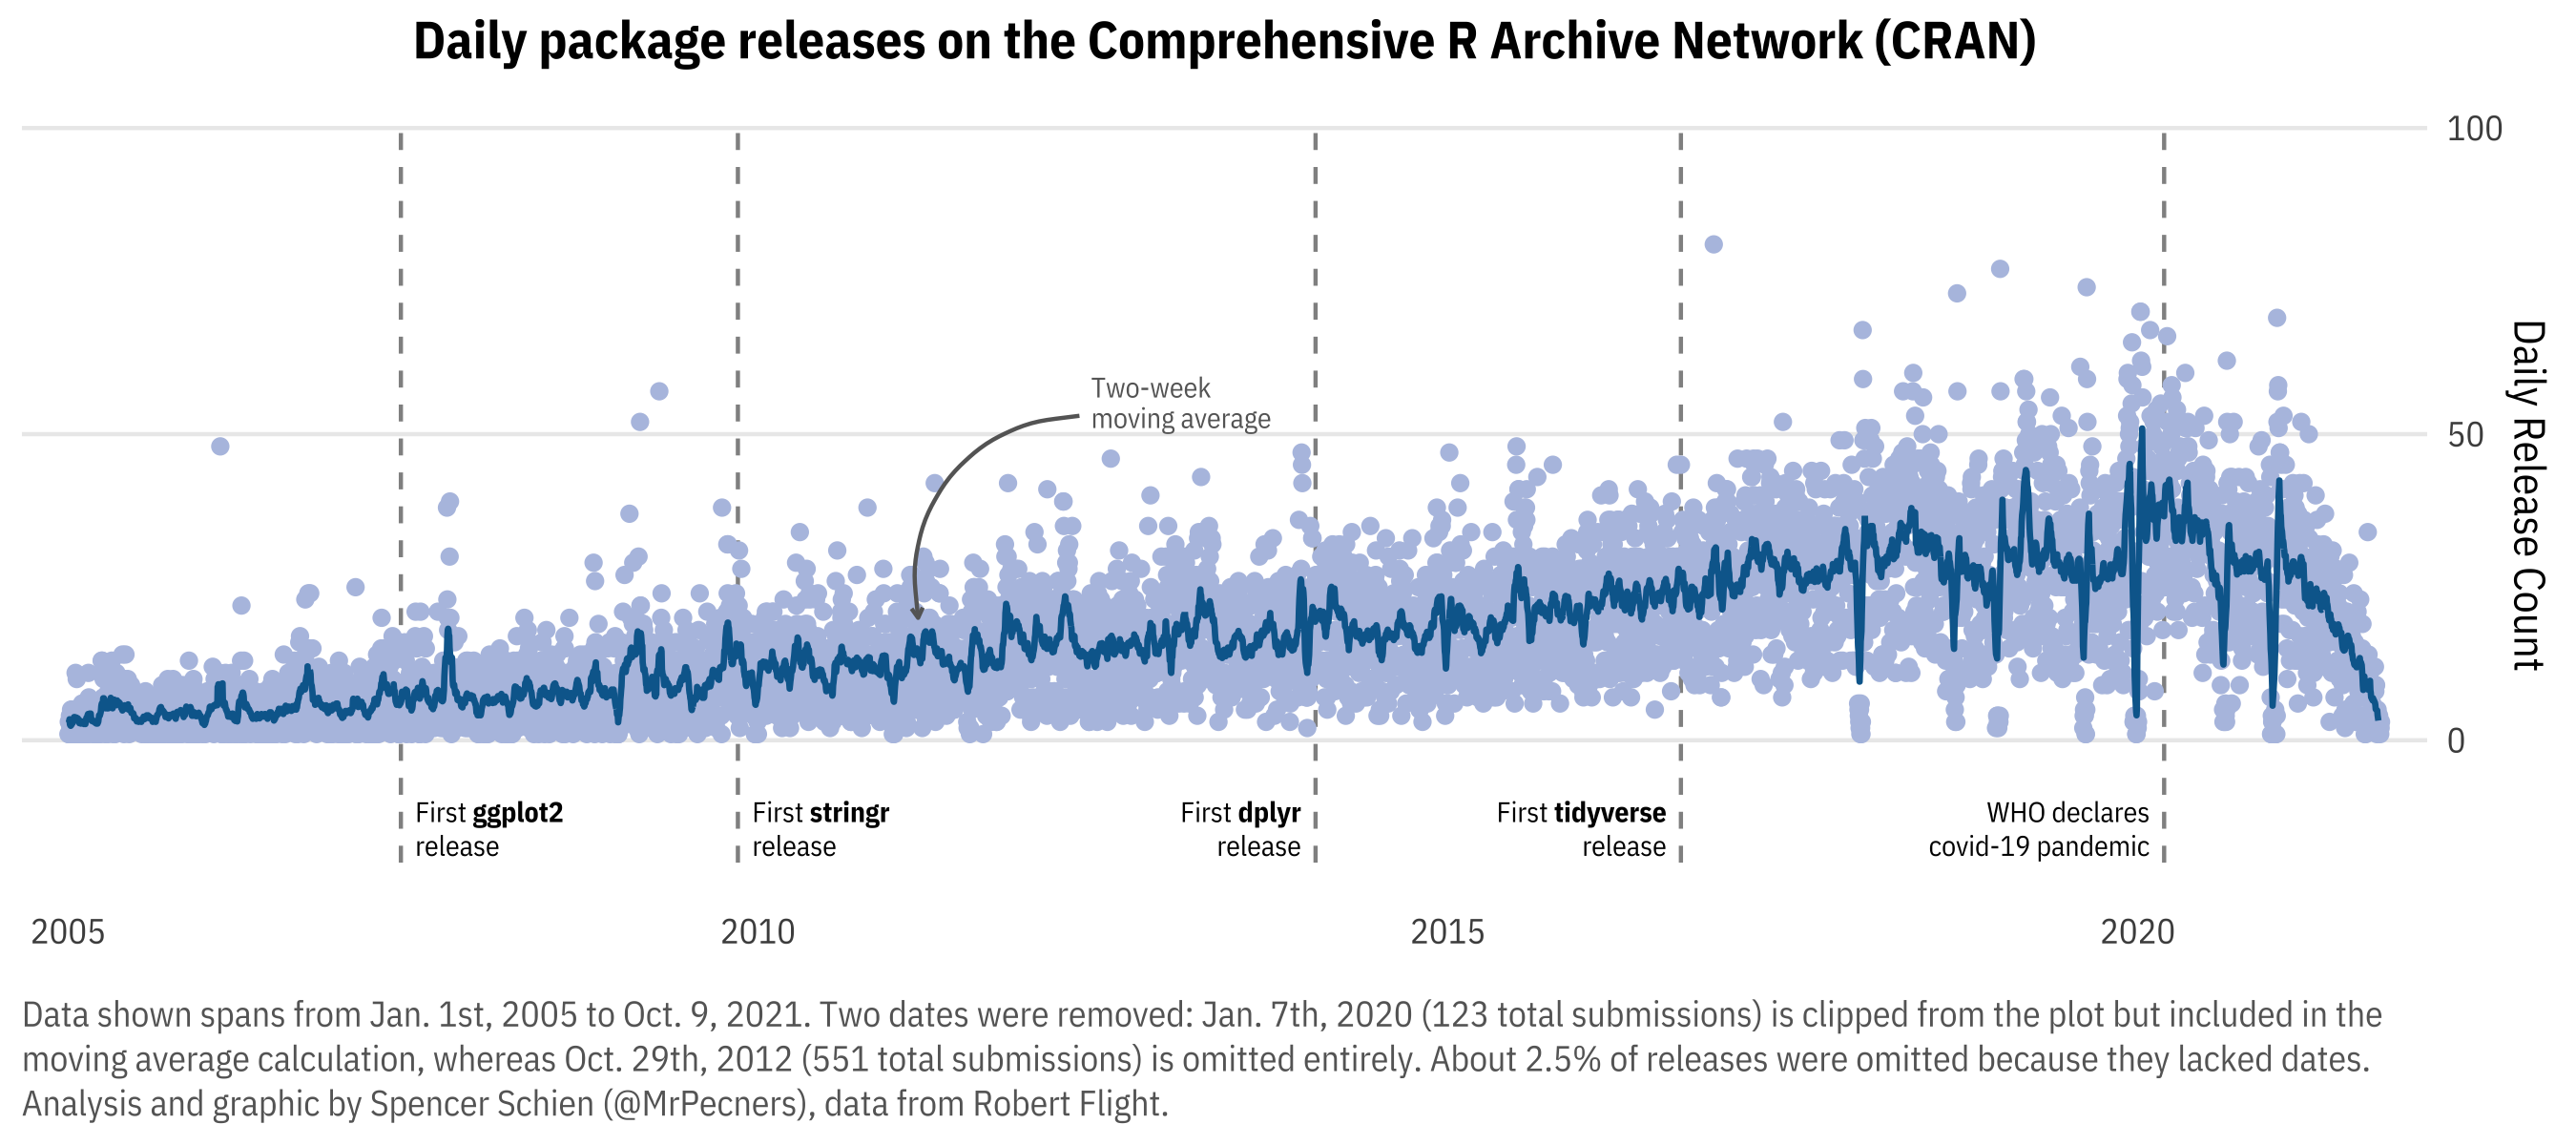 Daily package releases on the Comprehensive R Archive Network (CRAN)
100
50
0
Daily Release Count
Two-week
moving average
First ggplot2
release
First stringr
release
First dplyr
release
First tidyverse
release
WHO declares
covid-19 pandemic
2005
2010
2015
2020
Data shown spans from Jan. 1st, 2005 to Oct. 9, 2021. Two dates were removed: Jan. 7th, 2020 (123 total submissions) is clipped from the plot but included in the
moving average calculation, whereas Oct. 29th, 2012 (551 total submissions) is omitted entirely. About 2.5% of releases were omitted because they lacked dates.
Analysis and graphic by Spencer Schien (@MrPecners), data from Robert Flight.